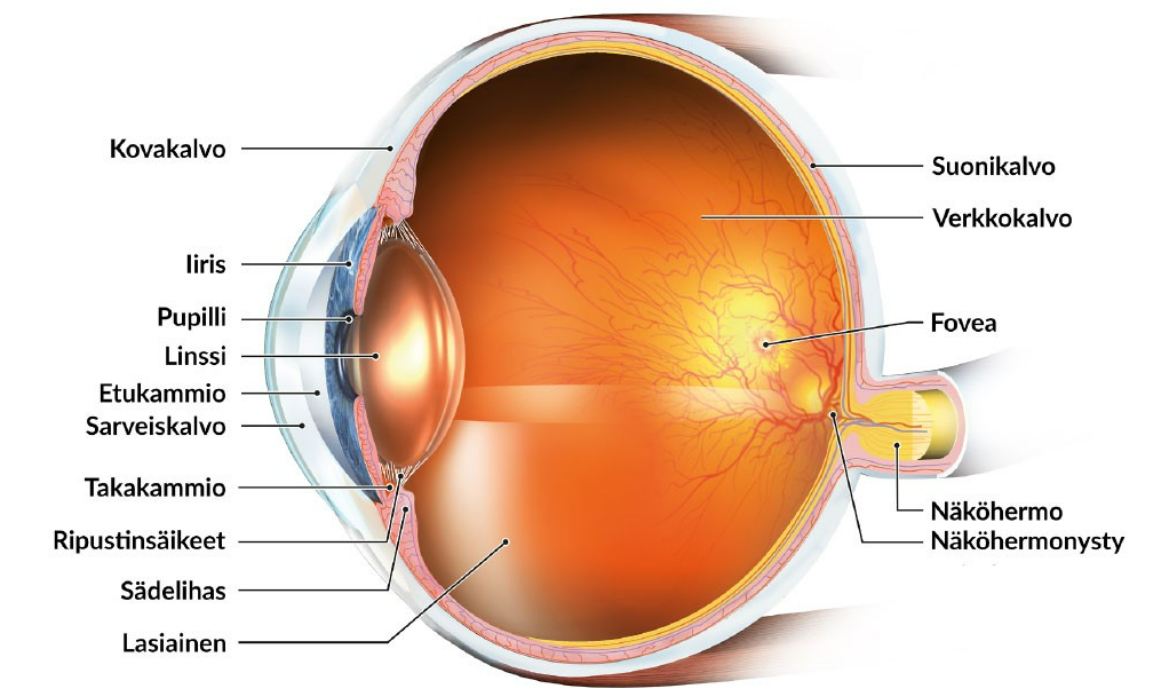 Kovakalvo
Iiris
Pupilli
Linssi
Etukammio
Sarveiskalvo
Takakammio
Ripustinsäikeet
Sädelihas
Lasiainen
Suonikalvo
Verkkokalvo
Fovea
Näköhermo
Näköhermonysty